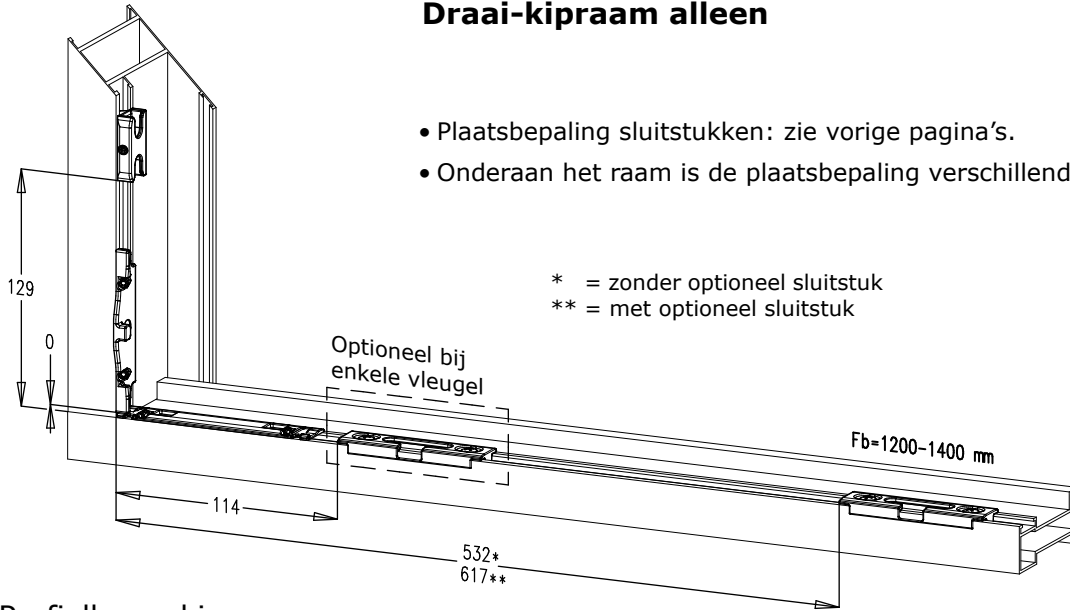 Draai-kipraam alleen
• Plaatsbepaling sluitstukken: zie vorige pagina’s.
• Onderaan het raam is de plaatsbepaling verschillend
* = zonder optioneel sluitstuk
** = met optioneel sluitstuk
129
0
Optioneel bij
enkele vleugel
Fb=1200-1400 mm
114
532*
617**